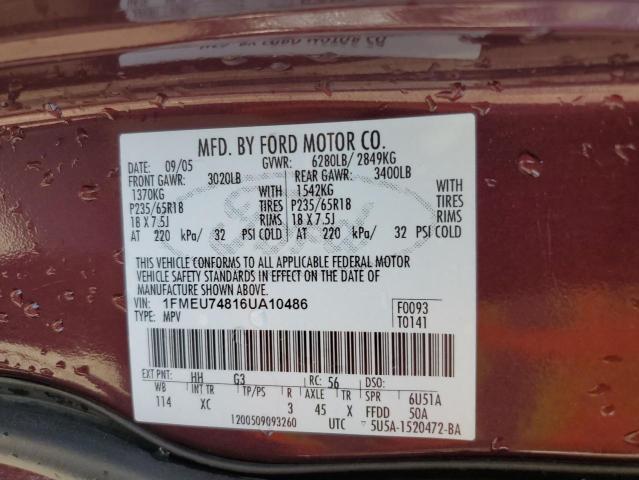 MFD. BY FORD MOTOR CO.
DATE: 09/05 GVWR: 6280LB/ 2849KG
FRONT GAWR: 3020LB REAR GAWR: 3400LB
1370KG WITH 1542KG WITH
P235/65R18 TIRES P235/65R18 TIRES
18 X 7.5J RIMS 18 X 7.5J RIMS
AT 220 kPa/ 32 PSI COLD AT 220 kPa/ 32 PSI COLD
Ford
THIS VEHICLE CONFORMS TO ALL APPLICABLE FEDERAL MOTOR
VEHICLE SAFETY STANDARDS IN EFFECT ON THE DATE OF
MANUFACTURE SHOWN ABOVE.
VIN: 1FMEU74816UA10486 F0093
TYPE: MPV T0141
EXT PNT: HH G3 RC: 56 DSO:
WB INT TR TP/PS R AXLE TR SPR 6U51A
114 XC 3 45 X FFDD 50A
1200509093260 UTC 5U5A-1520472-BA